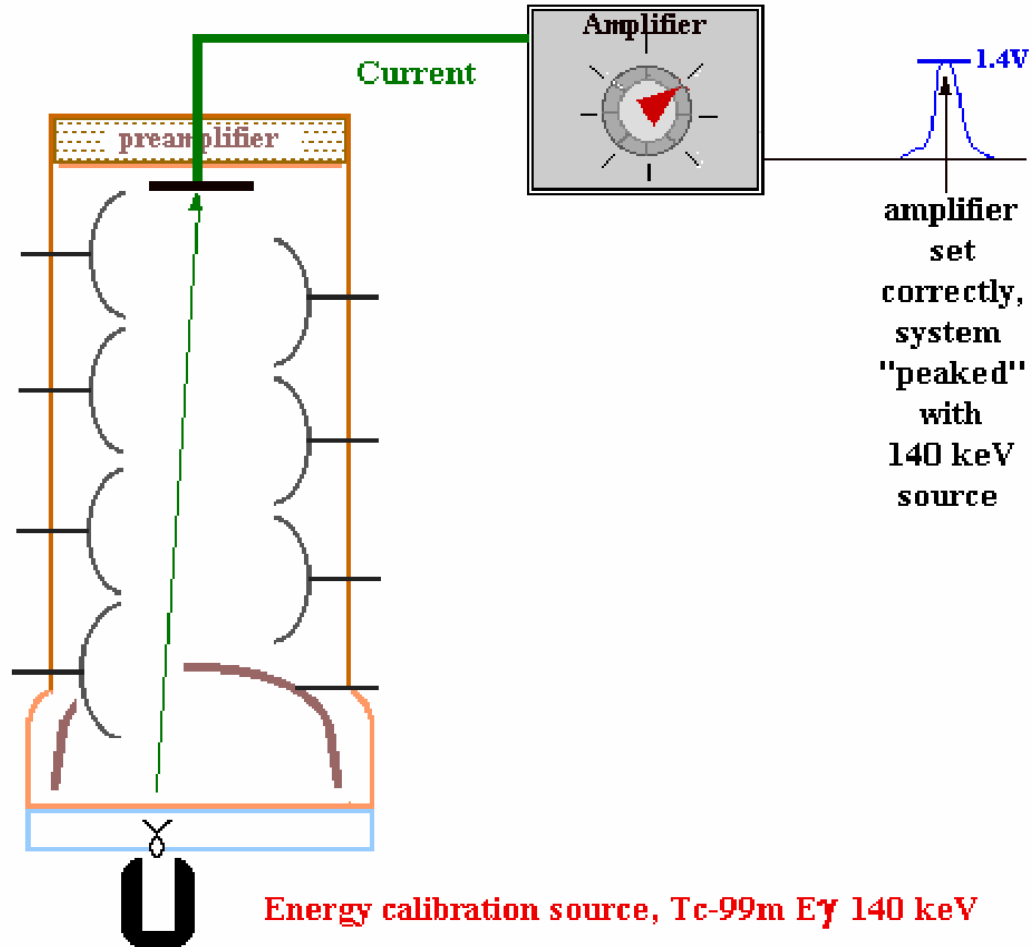 Amplifier
Current
1.4V
preamplifier
amplifier
set
correctly,
system
"peaked"
with
140 keV
source
Energy calibration source, Tc-99m Eγ 140 keV